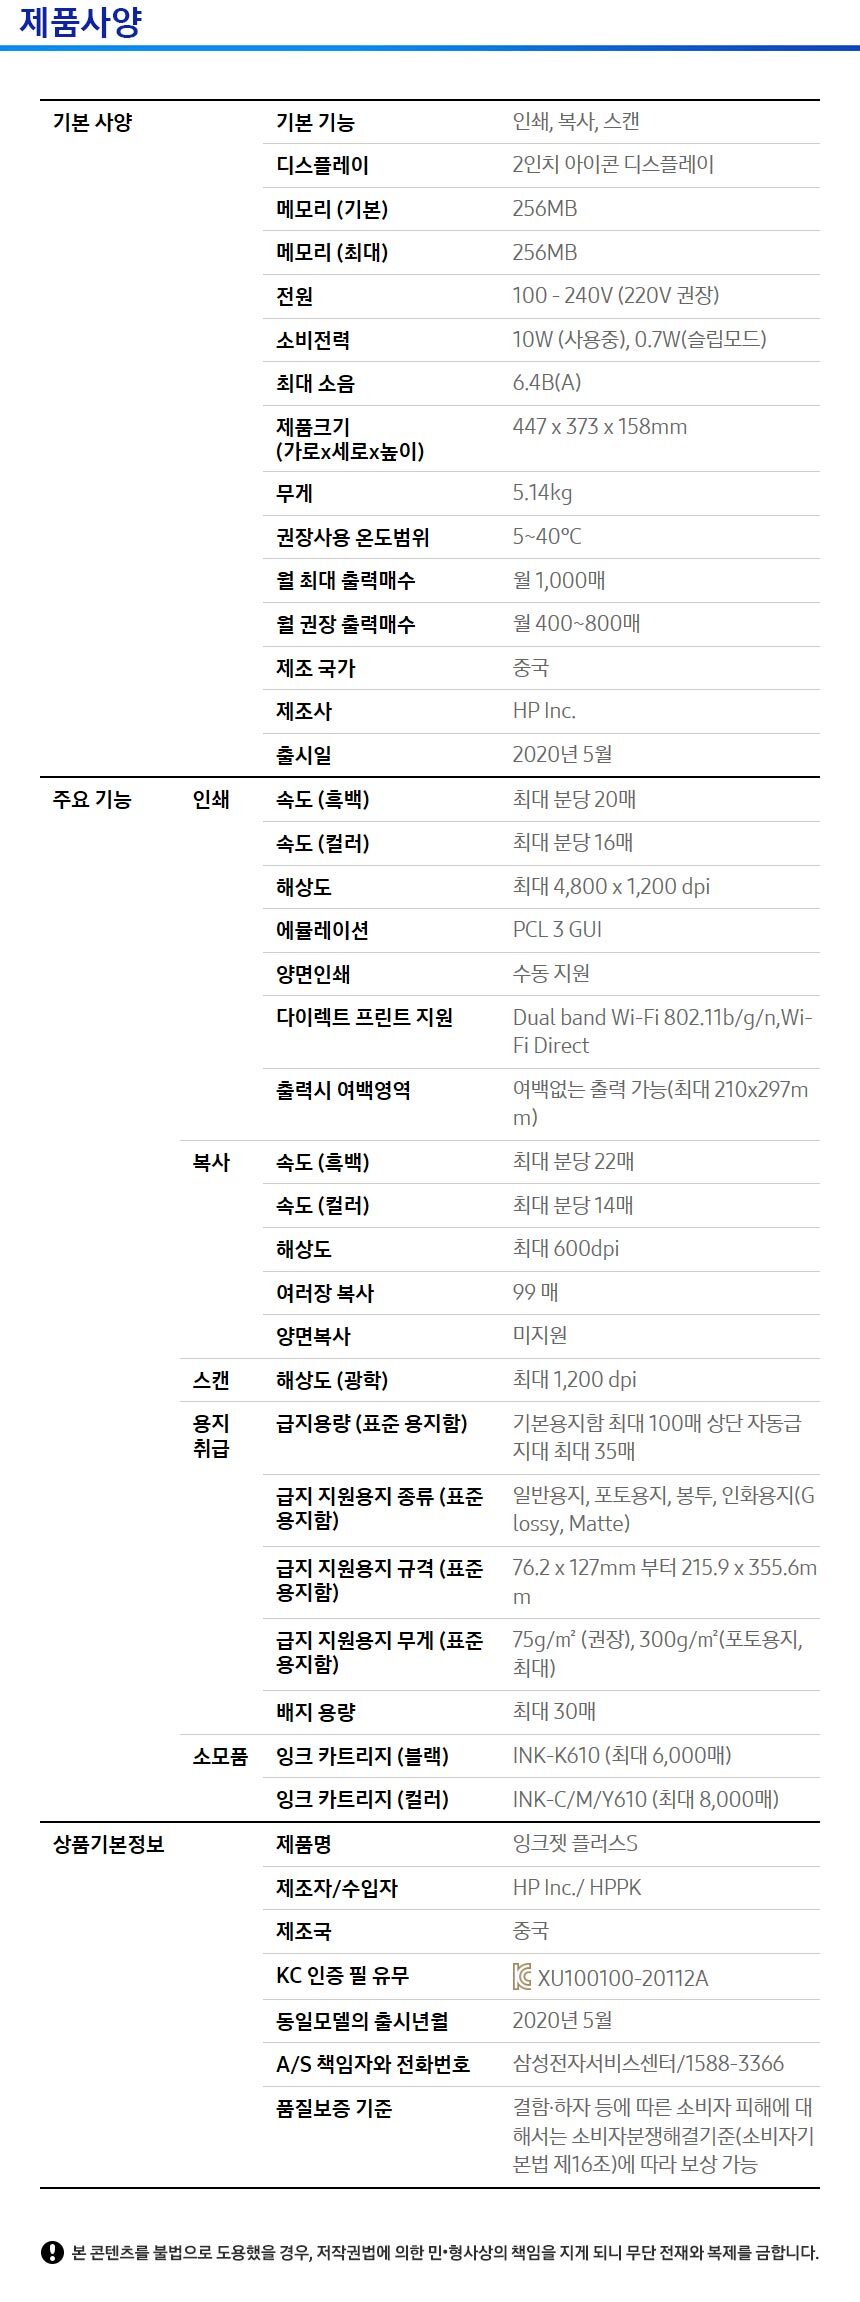 제품사양
기본 사양 기본 기능 인쇄, 복사, 스캔
디스플레이 2인치 아이콘 디스플레이
메모리 (기본) 256MB
메모리 (최대) 256MB
전원 100 - 240V (220V 권장)
소비전력 10W (사용중), 0.7W(슬립모드)
최대 소음 6.4B(A)
제품크기 447 x 373 x 158mm
(가로x세로x높이)
무게 5.14kg
권장사용 온도범위 5~40℃
월 최대 출력매수 월 1,000매
월 권장 출력매수 월 400~800매
제조 국가 중국
제조사 HP Inc.
출시일 2020년 5월
주요 기능 인쇄 속도 (흑백) 최대 분당 20매
속도 (컬러) 최대 분당 16매
해상도 최대 4,800 x 1,200 dpi
에뮬레이션 PCL 3 GUI
양면인쇄 수동 지원
다이렉트 프린트 지원 Dual band Wi-Fi 802.11b/g/n,Wi-
Fi Direct
출력시 여백영역 여백없는 출력 가능(최대 210x297m
m)
복사 속도 (흑백) 최대 분당 22매
속도 (컬러) 최대 분당 14매
해상도 최대 600dpi
여러장 복사 99 매
양면복사 미지원
스캔 해상도 (광학) 최대 1,200 dpi
용지 급지용량 (표준 용지함) 기본용지함 최대 100매 상단 자동급
취급 지대 최대 35매
급지 지원용지 종류 (표준 일반용지, 포토용지, 봉투, 인화용지(G
용지함) lossy, Matte)
급지 지원용지 규격 (표준 76.2 x 127mm 부터 215.9 x 355.6m
용지함) m
급지 지원용지 무게 (표준 75g/㎡ (권장), 300g/㎡(포토용지,
용지함) 최대)
배지 용량 최대 30매
소모품 잉크 카트리지 (블랙) INK-K610 (최대 6,000매)
잉크 카트리지 (컬러) INK-C/M/Y610 (최대 8,000매)
상품기본정보 제품명 잉크젯 플러스S
제조자/수입자 HP Inc./ HPPK
제조국 중국
KC 인증 필 유무 KC XU100100-20112A
동일모델의 출시년월 2020년 5월
A/S 책임자와 전화번호 삼성전자서비스센터/1588-3366
품질보증 기준 결함·하자 등에 따른 소비자 피해에 대
해서는 소비자분쟁해결기준(소비자기
본법 제16조)에 따라 보상 가능
본 콘텐츠를 불법으로 도용했을 경우, 저작권법에 의한 민•형사상의 책임을 지게 되니 무단 전재와 복제를 금합니다.